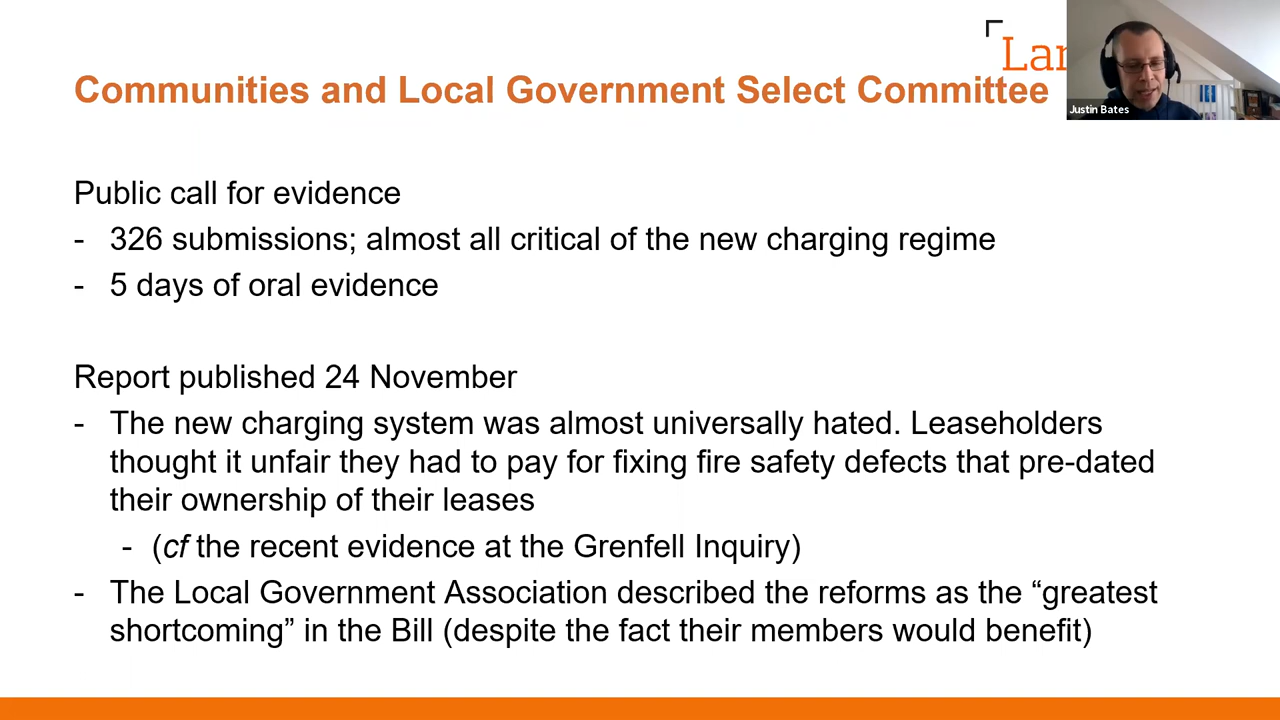 Lan
Communities and Local Government Select Committee
Justin Bates
Public call for evidence
- 326 submissions; almost all critical of the new charging regime
- 5 days of oral evidence
Report published 24 November
- The new charging system was almost universally hated. Leaseholders
thought it unfair they had to pay for fixing fire safety defects that pre-dated
their ownership of their leases
- (cf the recent evidence at the Grenfell Inquiry)
- The Local Government Association described the reforms as the “greatest
shortcoming” in the Bill (despite the fact their members would benefit)